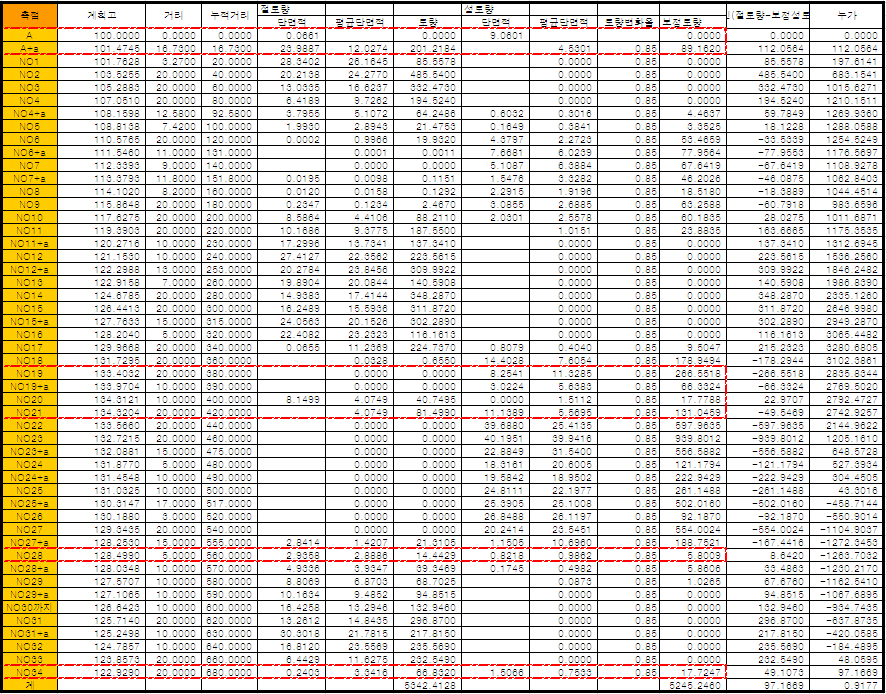 측점 계획고 거리 누적거리 절토량 성토량 (절토량-보정성토 누가
단면적 평균단면적 토량 단면적 평균단면적 토량변화율 보정토량
A 100.0000 0.0000 0.0000 0.0661 0.0000 9.0601 0.0000 0.0000 0.0000
A+a 101.4745 16.7300 16.7300 23.9887 12.0274 201.2184 4.5301 0.85 89.1620 112.0564 112.0564
NO1 101.7628 3.2700 20.0000 28.3402 26.1645 85.5578 0.0000 0.85 0.0000 85.5578 197.6141
NO2 103.5255 20.0000 40.0000 20.2138 24.2770 485.5400 0.0000 0.85 0.0000 485.5400 683.1541
NO3 105.2883 20.0000 60.0000 13.0335 16.6237 332.4730 0.0000 0.85 0.0000 332.4730 1015.6271
NO4 107.0510 20.0000 80.0000 6.4189 9.7262 194.5240 0.0000 0.85 0.0000 194.5240 1210.1511
NO4+a 108.1598 12.5800 92.5800 3.7955 5.1072 64.2486 0.6032 0.3016 0.85 4.4637 59.7849 1269.9360
NO5 108.8138 7.4200 100.0000 1.9930 2.8943 21.4753 0.1649 0.3841 0.85 3.3525 18.1228 1288.0588
NO6 110.5765 20.0000 120.0000 0.0002 0.9966 19.9320 4.3797 2.2723 0.85 53.4659 -33.5339 1254.5249
NO6+a 111.5460 11.0000 131.0000 0.0001 0.0011 7.6681 6.0239 0.85 77.9564 -77.9553 1176.5697
NO7 112.3393 9.0000 140.0000 0.0000 0.0000 5.1087 6.3884 0.85 67.6419 -67.6419 1108.9278
NO7+a 113.3793 11.8000 151.8000 0.0195 0.0098 0.1151 1.5476 3.3282 0.85 46.2026 -46.0875 1062.8403
NO8 114.1020 8.2000 160.0000 0.0120 0.0158 0.1292 2.2915 1.9196 0.85 18.5180 -18.3889 1044.4514
NO9 115.8648 20.0000 180.0000 0.2347 0.1234 2.4670 3.0855 2.6885 0.85 63.2588 -60.7918 983.6596
NO10 117.6275 20.0000 200.0000 8.5864 4.4106 88.2110 2.0301 2.5578 0.85 60.1835 28.0275 1011.6871
NO11 119.3903 20.0000 220.0000 10.1686 9.3775 187.5500 1.0151 0.85 23.8835 163.6665 1175.3535
NO11+a 120.2716 10.0000 230.0000 17.2996 13.7341 137.3410 0.0000 0.85 0.0000 137.3410 1312.6945
NO12 121.1530 10.0000 240.0000 27.4127 22.3562 223.5615 0.0000 0.85 0.0000 223.5615 1536.2560
NO12+a 122.2988 13.0000 253.0000 20.2784 23.8456 309.9922 0.0000 0.85 0.0000 309.9922 1846.2482
NO13 122.9158 7.0000 260.0000 19.8904 20.0844 140.5908 0.0000 0.85 0.0000 140.5908 1986.8390
NO14 124.6785 20.0000 280.0000 14.9383 17.4144 348.2870 0.0000 0.85 0.0000 348.2870 2335.1260
NO15 126.4413 20.0000 300.0000 16.2489 15.5936 311.8720 0.0000 0.85 0.0000 311.8720 2646.9980
NO15+a 127.7633 15.0000 315.0000 24.0563 20.1526 302.2890 0.0000 0.85 0.0000 302.2890 2949.2870
NO16 128.2040 5.0000 320.0000 22.4082 23.2323 116.1613 0.0000 0.85 0.0000 116.1613 3065.4482
NO17 129.9668 20.0000 340.0000 0.0655 11.2369 224.7370 0.8079 0.4040 0.85 9.5047 215.2323 3280.6805
NO18 131.7295 20.0000 360.0000 0.0328 0.6550 14.4028 7.6054 0.85 178.9494 -178.2944 3102.3861
NO19 133.4032 20.0000 380.0000 0.0000 0.0000 8.2541 11.3285 0.85 266.5518 -266.5518 2835.8344
NO19+a 133.9704 10.0000 390.0000 0.0000 0.0000 3.0224 5.6383 0.85 66.3324 -66.3324 2769.5020
NO20 134.3121 10.0000 400.0000 8.1499 4.0749 40.7495 0.0000 1.5112 0.85 17.7788 22.9707 2792.4727
NO21 134.3204 20.0000 420.0000 4.0749 81.4990 11.1389 5.5695 0.85 131.0459 -49.5469 2742.9257
NO22 133.5660 20.0000 440.0000 0.0000 0.0000 39.6880 25.4135 0.85 597.9635 -597.9635 2144.9622
NO23 132.7215 20.0000 460.0000 0.0000 0.0000 40.1951 39.9416 0.85 939.8012 -939.8012 1205.1610
NO23+a 132.0881 15.0000 475.0000 0.0000 0.0000 22.8849 31.5400 0.85 556.5882 -556.5882 648.5728
NO24 131.8770 5.0000 480.0000 0.0000 0.0000 18.3161 20.6005 0.85 121.1794 -121.1794 527.3934
NO24+a 131.4548 10.0000 490.0000 0.0000 0.0000 19.5842 18.9502 0.85 222.9429 -222.9429 304.4505
NO25 131.0325 10.0000 500.0000 0.0000 0.0000 24.8111 22.1977 0.85 261.1488 -261.1488 43.3016
NO25+a 130.3147 17.0000 517.0000 0.0000 0.0000 25.3905 25.1008 0.85 502.0160 -502.0160 -458.7144
NO26 130.1880 3.0000 520.0000 0.0000 0.0000 26.8488 26.1197 0.85 92.1870 -92.1870 -550.9014
NO27 129.3435 20.0000 540.0000 0.0000 0.0000 20.2414 23.5451 0.85 554.0024 -554.0024 -1104.9037
NO27+a 128.2530 15.0000 555.0000 2.8414 1.4207 21.3105 1.1505 10.6960 0.85 188.7521 -167.4416 -1272.3453
NO28 128.4990 5.0000 560.0000 2.9358 2.8886 14.4429 0.8218 0.9862 0.85 5.8009 8.6420 -1263.7032
NO28+a 128.0348 10.0000 570.0000 4.9336 3.9347 39.3469 0.1745 0.4982 0.85 5.8606 33.4863 -1230.2170
NO29 127.5707 10.0000 580.0000 8.8069 6.8703 68.7025 0.0873 0.85 1.0265 67.6760 -1162.5410
NO29+a 127.1065 10.0000 590.0000 10.1634 9.4852 94.8515 0.0000 0.85 0.0000 94.8515 -1067.6895
NO30까지 126.6423 10.0000 600.0000 16.4258 13.2946 132.9460 0.0000 0.85 0.0000 132.9460 -934.7435
NO31 125.7140 20.0000 620.0000 13.2612 14.8435 296.8700 0.0000 0.85 0.0000 296.8700 -637.8735
NO31+a 125.2498 10.0000 630.0000 30.3018 21.7815 217.8150 0.0000 0.85 0.0000 217.8150 -420.0585
NO32 124.7857 10.0000 640.0000 16.8120 23.5569 235.5690 0.0000 0.85 0.0000 235.5690 -184.4895
NO33 123.8573 20.0000 660.0000 6.4429 11.6275 232.5490 0.0000 0.85 0.0000 232.5490 48.0595
NO34 122.9290 20.0000 680.0000 0.2403 3.3416 66.8320 1.5066 0.7533 0.85 17.7247 49.1073 97.1669
계 5342.4128 5245.2460 97.1669 0.9177